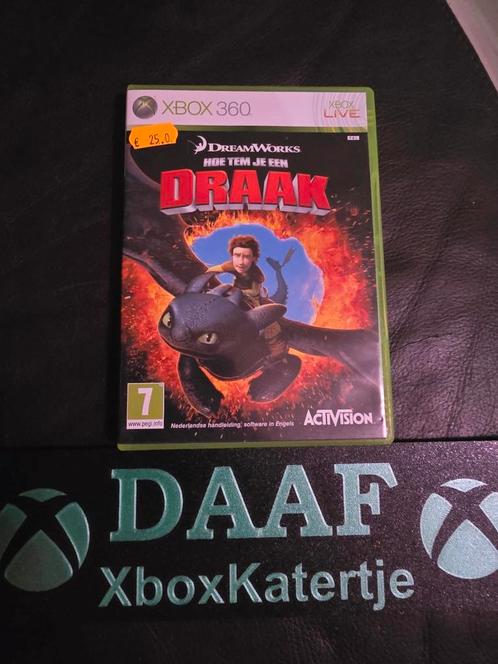 XBOX 360
XBOX
LIVE
€ 25.0
PAL
DREAMWORKS
HOE TEM JE EEN
DRAAK
7
www.pegi.info
Nederlandse handleiding, software in Engels
ACTIVISION
DAAF
XboxKatertje